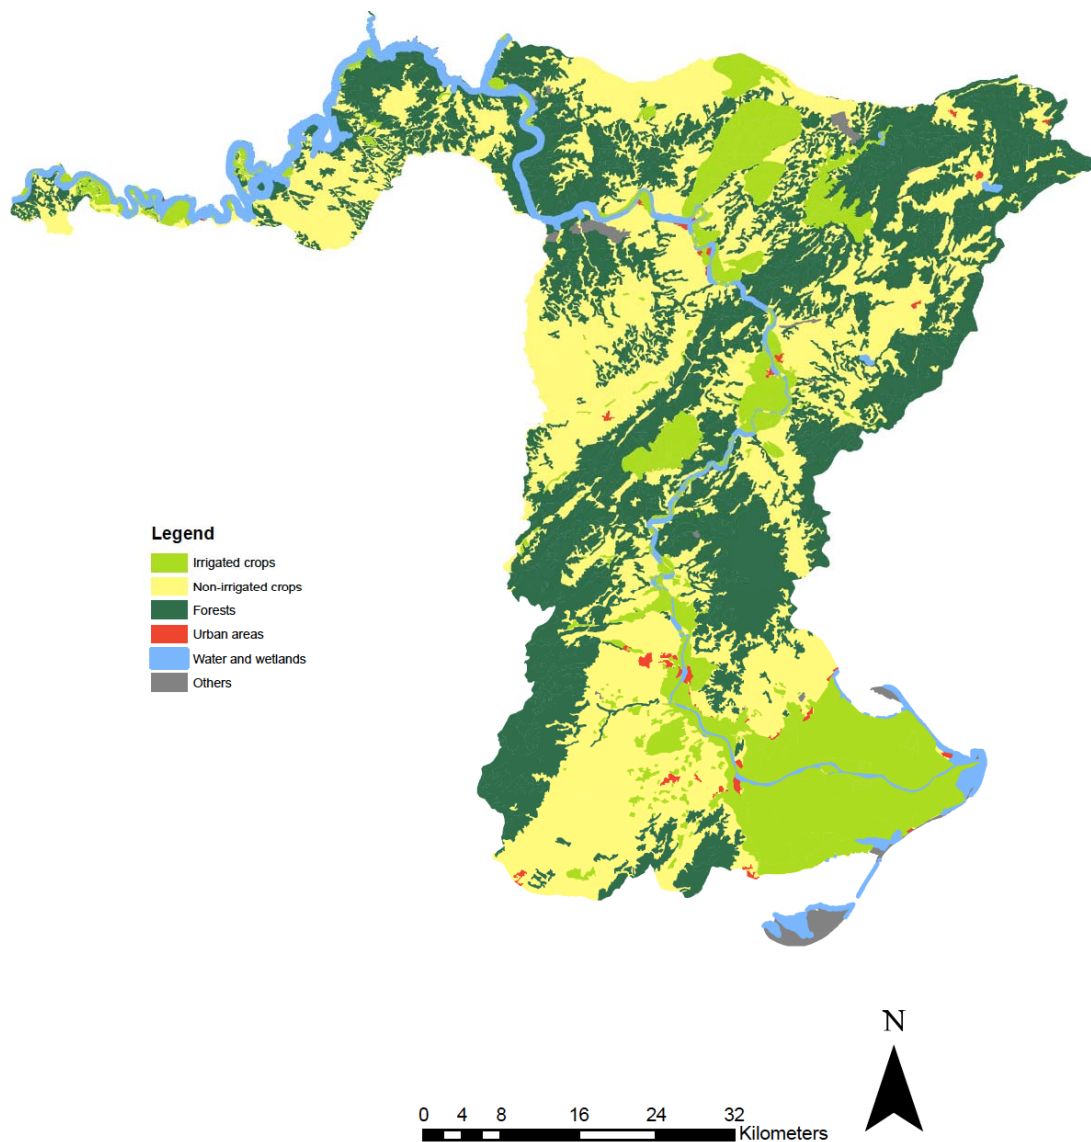 Legend
Irrigated crops
Non-irrigated crops
Forests
Urban areas
Water and wetlands
Others
N
0 4 8 16 24 32
Kilometers